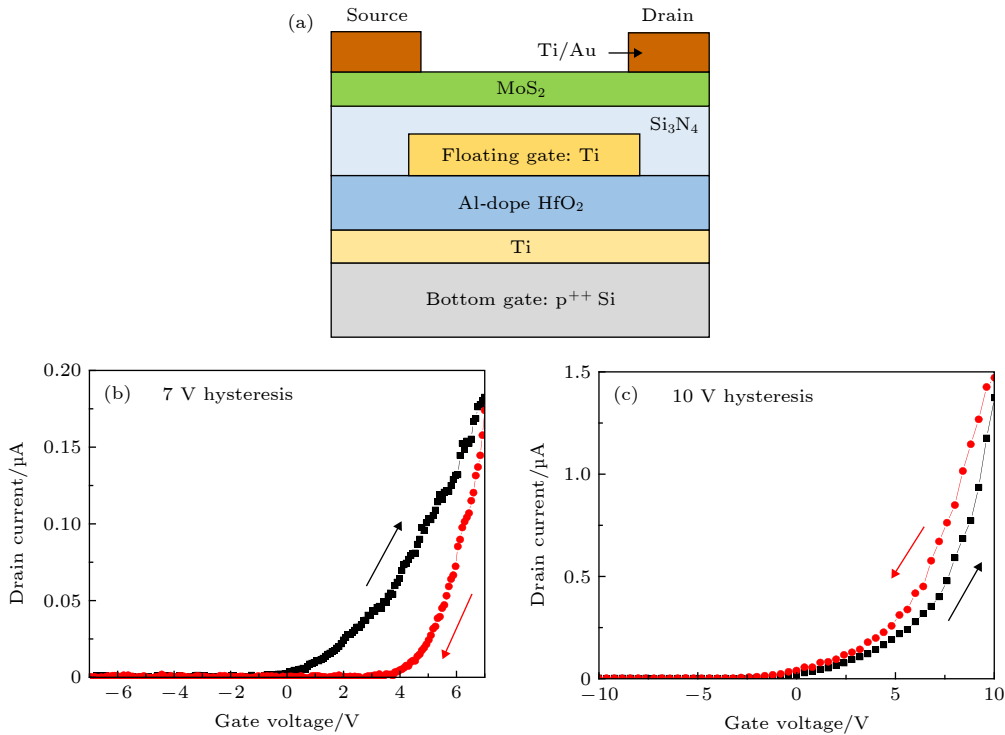 (a)
Source
Drain
Ti/Au
MoS₂
Si₃N₄
Floating gate: Ti
Al-dope HfO₂
Ti
Bottom gate: p⁺⁺ Si
(b)
7 V hysteresis
0.20
0.15
0.10
0.05
0
Drain current/μA
−6
−4
−2
0
2
4
6
Gate voltage/V
(c)
10 V hysteresis
1.5
1.0
0.5
0
Drain current/μA
−10
−5
0
5
10
Gate voltage/V